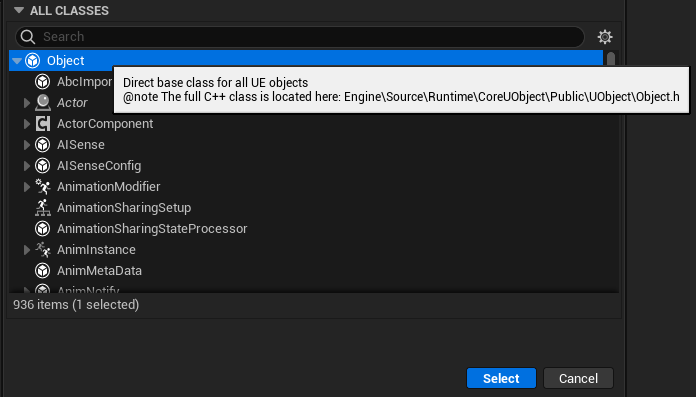 ALL CLASSES
Search
Object
Direct base class for all UE objects
@note The full C++ class is located here: Engine\Source\Runtime\CoreUObject\Public\UObject\Object.h
AbcImpor
Actor
ActorComponent
AISense
AISenseConfig
AnimationModifier
AnimationSharingSetup
AnimationSharingStateProcessor
AnimInstance
AnimMetaData
AnimNotify
936 items (1 selected)
Select
Cancel